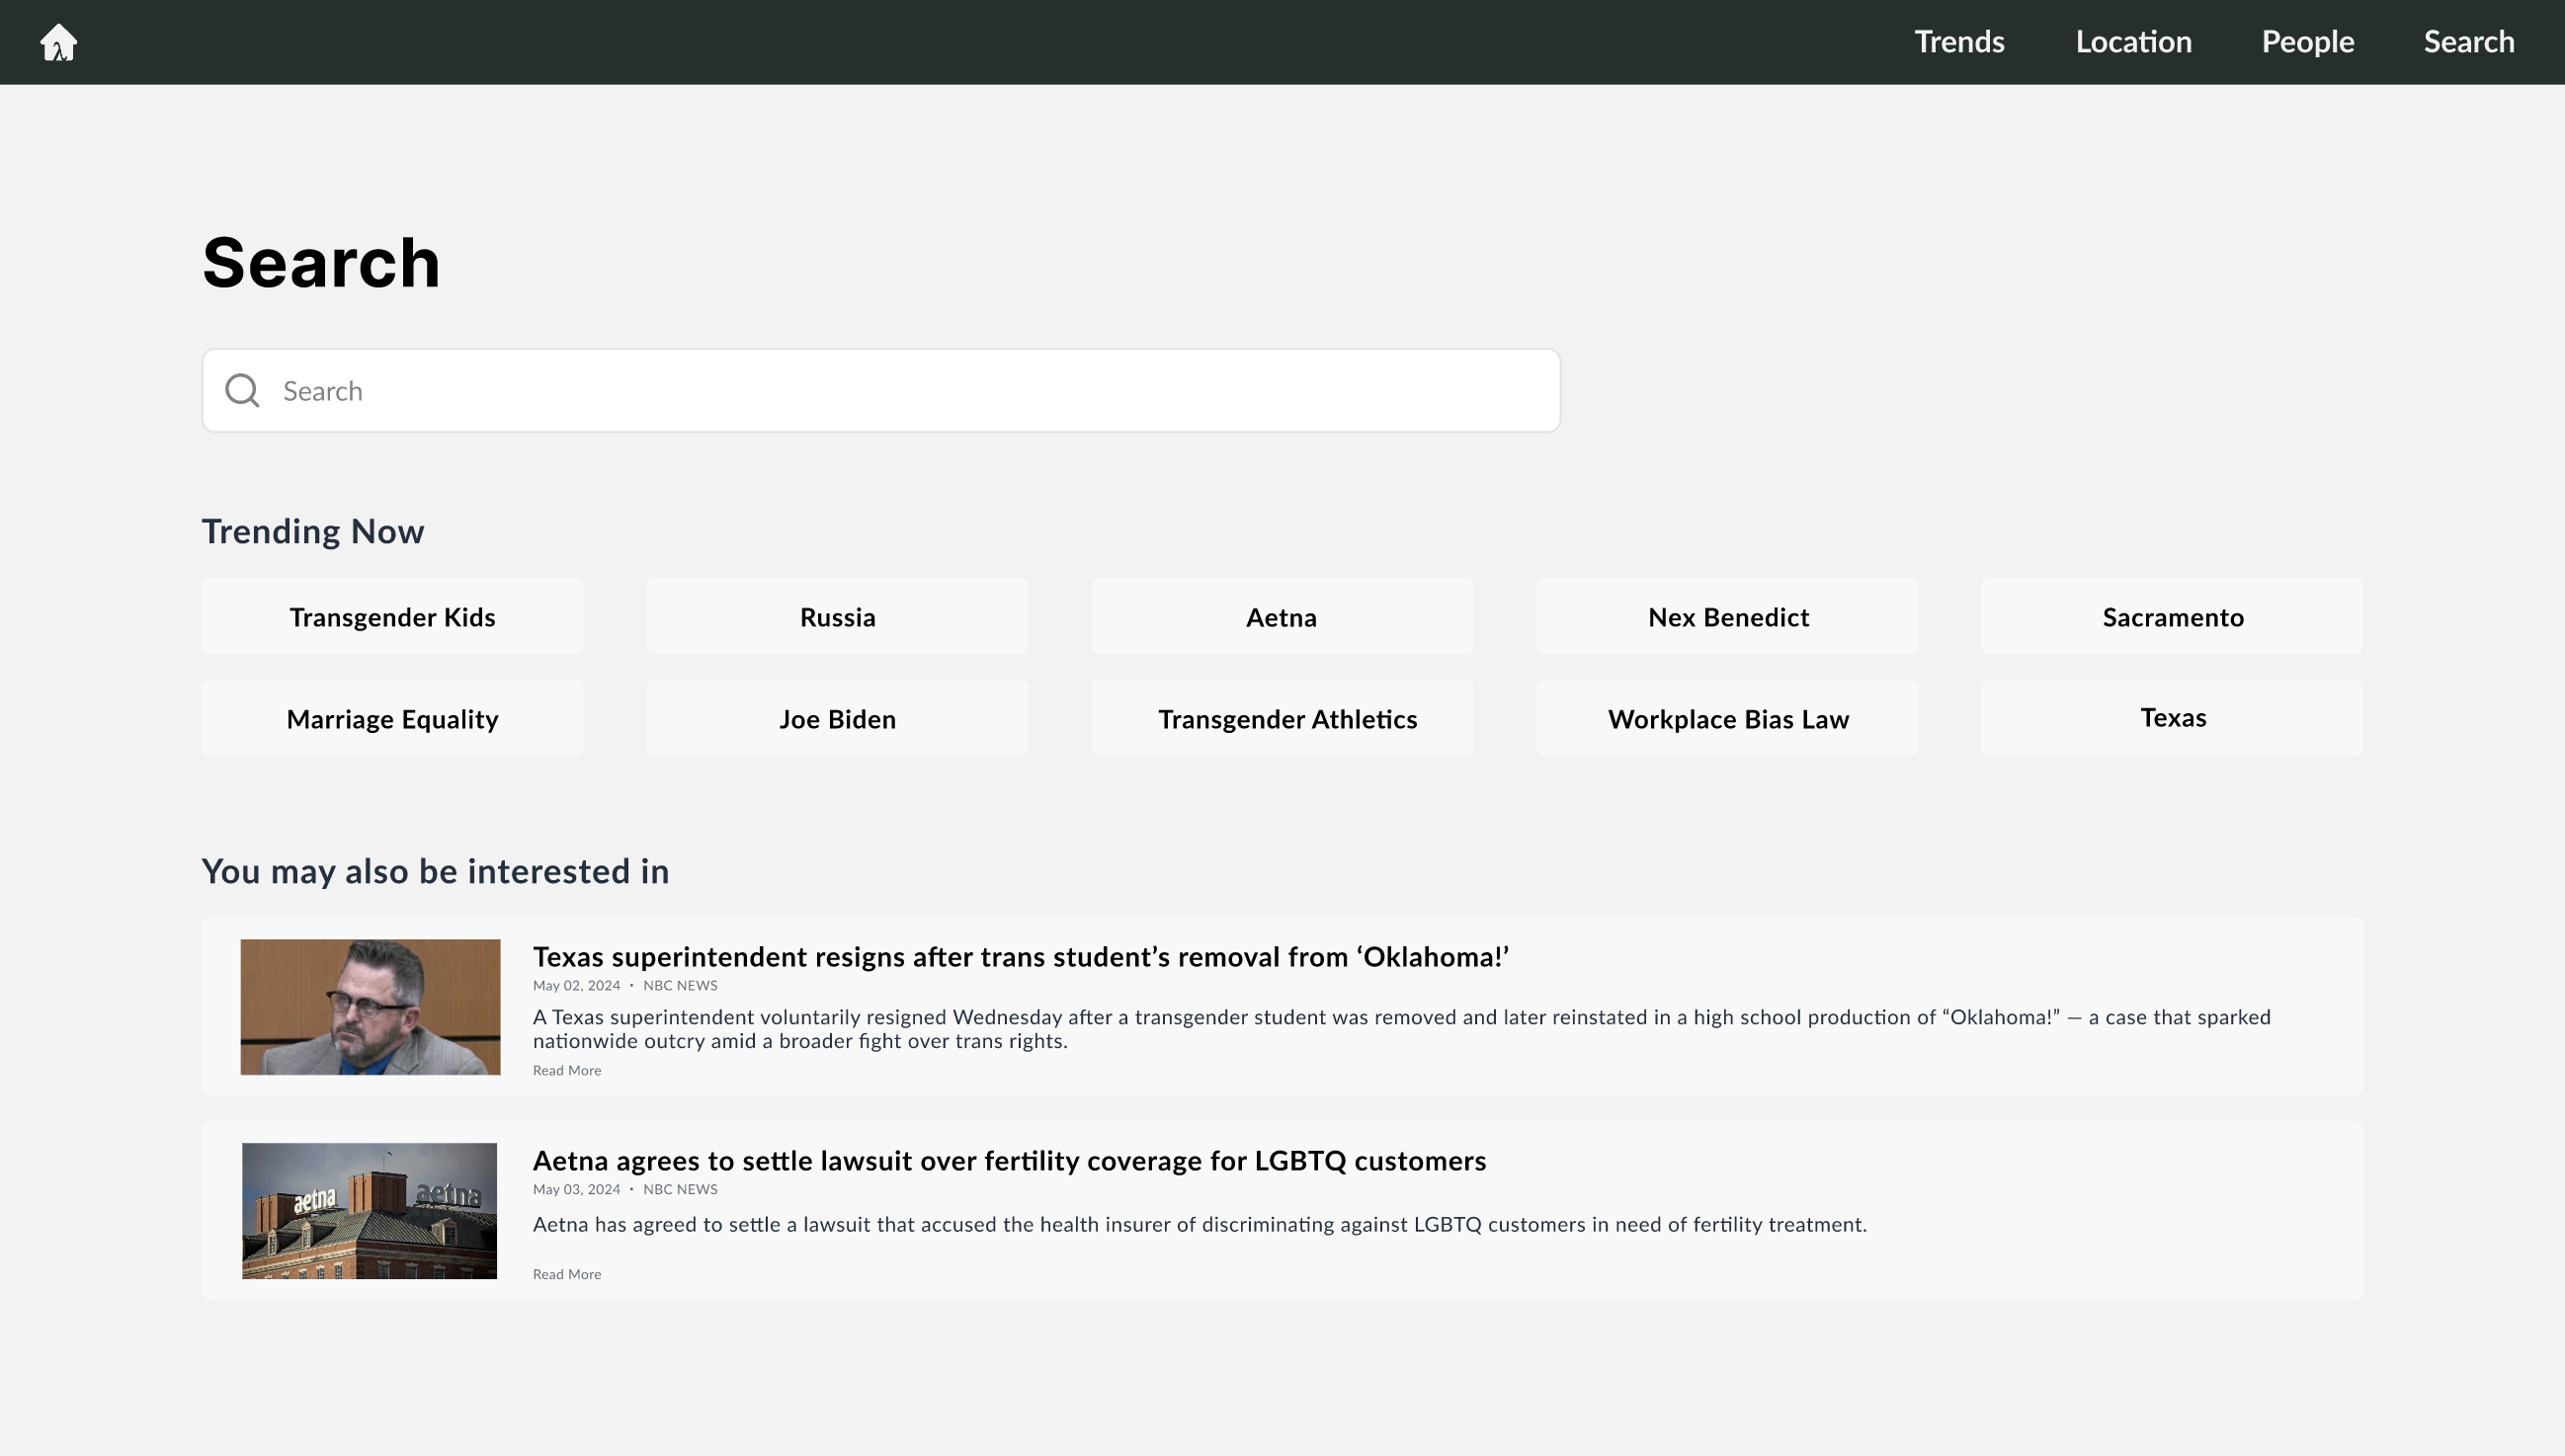 Trends Location People Search
Search
Search
Trending Now
Transgender Kids Russia Aetna Nex Benedict Sacramento
Marriage Equality Joe Biden Transgender Athletics Workplace Bias Law Texas
You may also be interested in
Texas superintendent resigns after trans student’s removal from ‘Oklahoma!’
May 02, 2024 • NBC NEWS
A Texas superintendent voluntarily resigned Wednesday after a transgender student was removed and later reinstated in a high school production of “Oklahoma!” — a case that sparked
nationwide outcry amid a broader fight over trans rights.
Read More
aetna aetna
Aetna agrees to settle lawsuit over fertility coverage for LGBTQ customers
May 03, 2024 • NBC NEWS
Aetna has agreed to settle a lawsuit that accused the health insurer of discriminating against LGBTQ customers in need of fertility treatment.
Read More